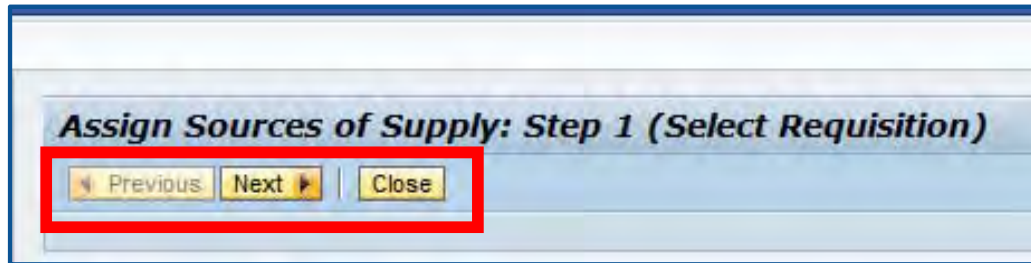 Assign Sources of Supply: Step 1 (Select Requisition)
Previous Next Close